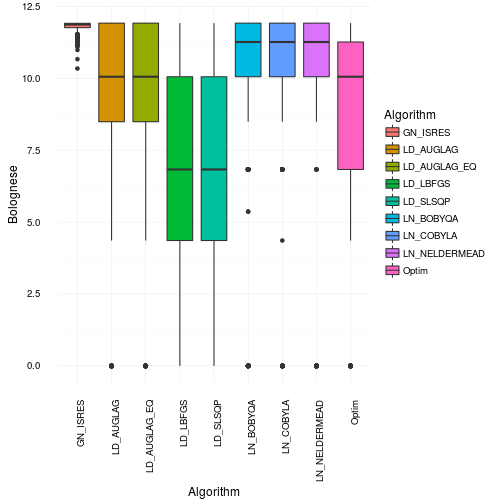 12.5
10.0
7.5
5.0
2.5
0.0
Bolognese
GN_ISRES
LD_AUGLAG
LD_AUGLAG_EQ
LD_LBFGS
LD_SLSQP
LN_BOBYQA
LN_COBYLA
LN_NELDERMEAD
Optim
Algorithm
Algorithm
GN_ISRES
LD_AUGLAG
LD_AUGLAG_EQ
LD_LBFGS
LD_SLSQP
LN_BOBYQA
LN_COBYLA
LN_NELDERMEAD
Optim